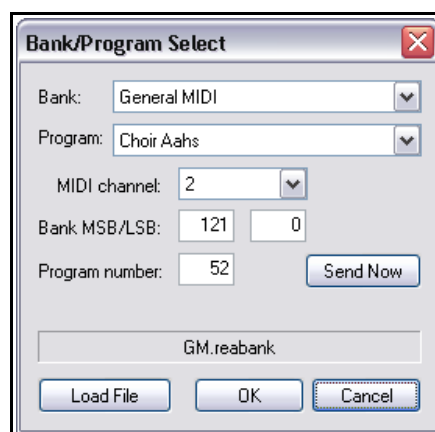 Bank/Program Select
Bank: General MIDI
Program: Choir Aahs
MIDI channel: 2
Bank MSB/LSB: 121 0
Program number: 52 Send Now
GM.reabank
Load File OK Cancel